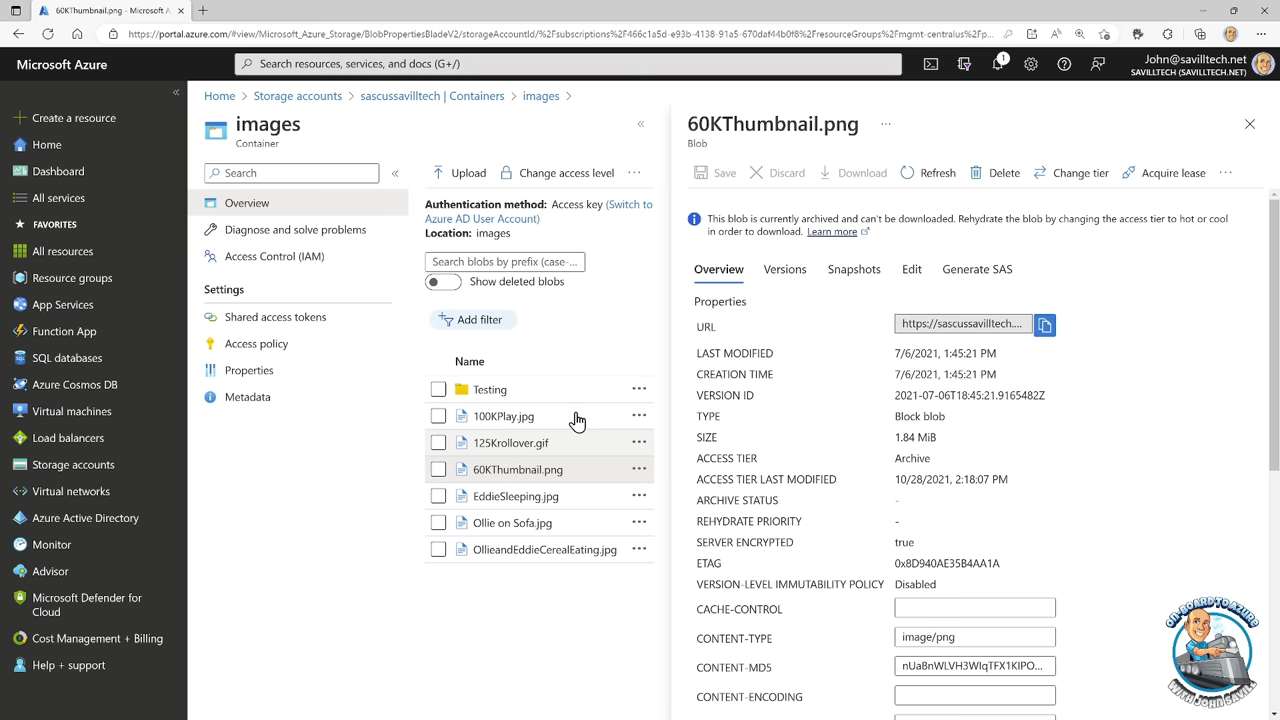 60KThumbnail.png - Microsoft A
https://portal.azure.com/#view/Microsoft_Azure_Storage/BlobPropertiesBladeV2/storageAccountId/%2Fsubscriptions%2F466c1a5d-e93b-4138-91a5-670daf44b0f8%2FresourceGroups%2Fmgmt-centralus%2Fp...
Microsoft Azure
Search resources, services, and docs (G+/)
1
John@savilltech.net
SAVILLTECH (SAVILLTECH.NET)
Create a resource
Home
Dashboard
All services
FAVORITES
All resources
Resource groups
App Services
Function App
SQL databases
Azure Cosmos DB
Virtual machines
Load balancers
Storage accounts
Virtual networks
Azure Active Directory
Monitor
Advisor
Microsoft Defender for
Cloud
Cost Management + Billing
Help + support
Home > Storage accounts > sascussavilltech | Containers > images >
images
Container
Search
Overview
Diagnose and solve problems
Access Control (IAM)
Settings
Shared access tokens
Access policy
Properties
Metadata
Upload
Change access level
Authentication method: Access key (Switch to
Azure AD User Account)
Location: images
Search blobs by prefix (case-...
Show deleted blobs
Add filter
Name
Testing
100KPlay.jpg
125Krollover.gif
60KThumbnail.png
EddieSleeping.jpg
Ollie on Sofa.jpg
OllieandEddieCerealEating.jpg
60KThumbnail.png
Blob
Save Discard Download Refresh Delete Change tier Acquire lease
This blob is currently archived and can't be downloaded. Rehydrate the blob by changing the access tier to hot or cool
in order to download. Learn more
Overview Versions Snapshots Edit Generate SAS
Properties
URL https://sascussavilltech....
LAST MODIFIED 7/6/2021, 1:45:21 PM
CREATION TIME 7/6/2021, 1:45:21 PM
VERSION ID 2021-07-06T18:45:21.9165482Z
TYPE Block blob
SIZE 1.84 MiB
ACCESS TIER Archive
ACCESS TIER LAST MODIFIED 10/28/2021, 2:18:07 PM
ARCHIVE STATUS -
REHYDRATE PRIORITY -
SERVER ENCRYPTED true
ETAG 0x8D940AE35B4AA1A
VERSION-LEVEL IMMUTABILITY POLICY Disabled
CACHE-CONTROL
CONTENT-TYPE image/png
CONTENT-MD5 nUaBnWLVH3WIqTFX1KIPO...
CONTENT-ENCODING
ON-BOARD TO AZURE
WITH JOHN SAVILL